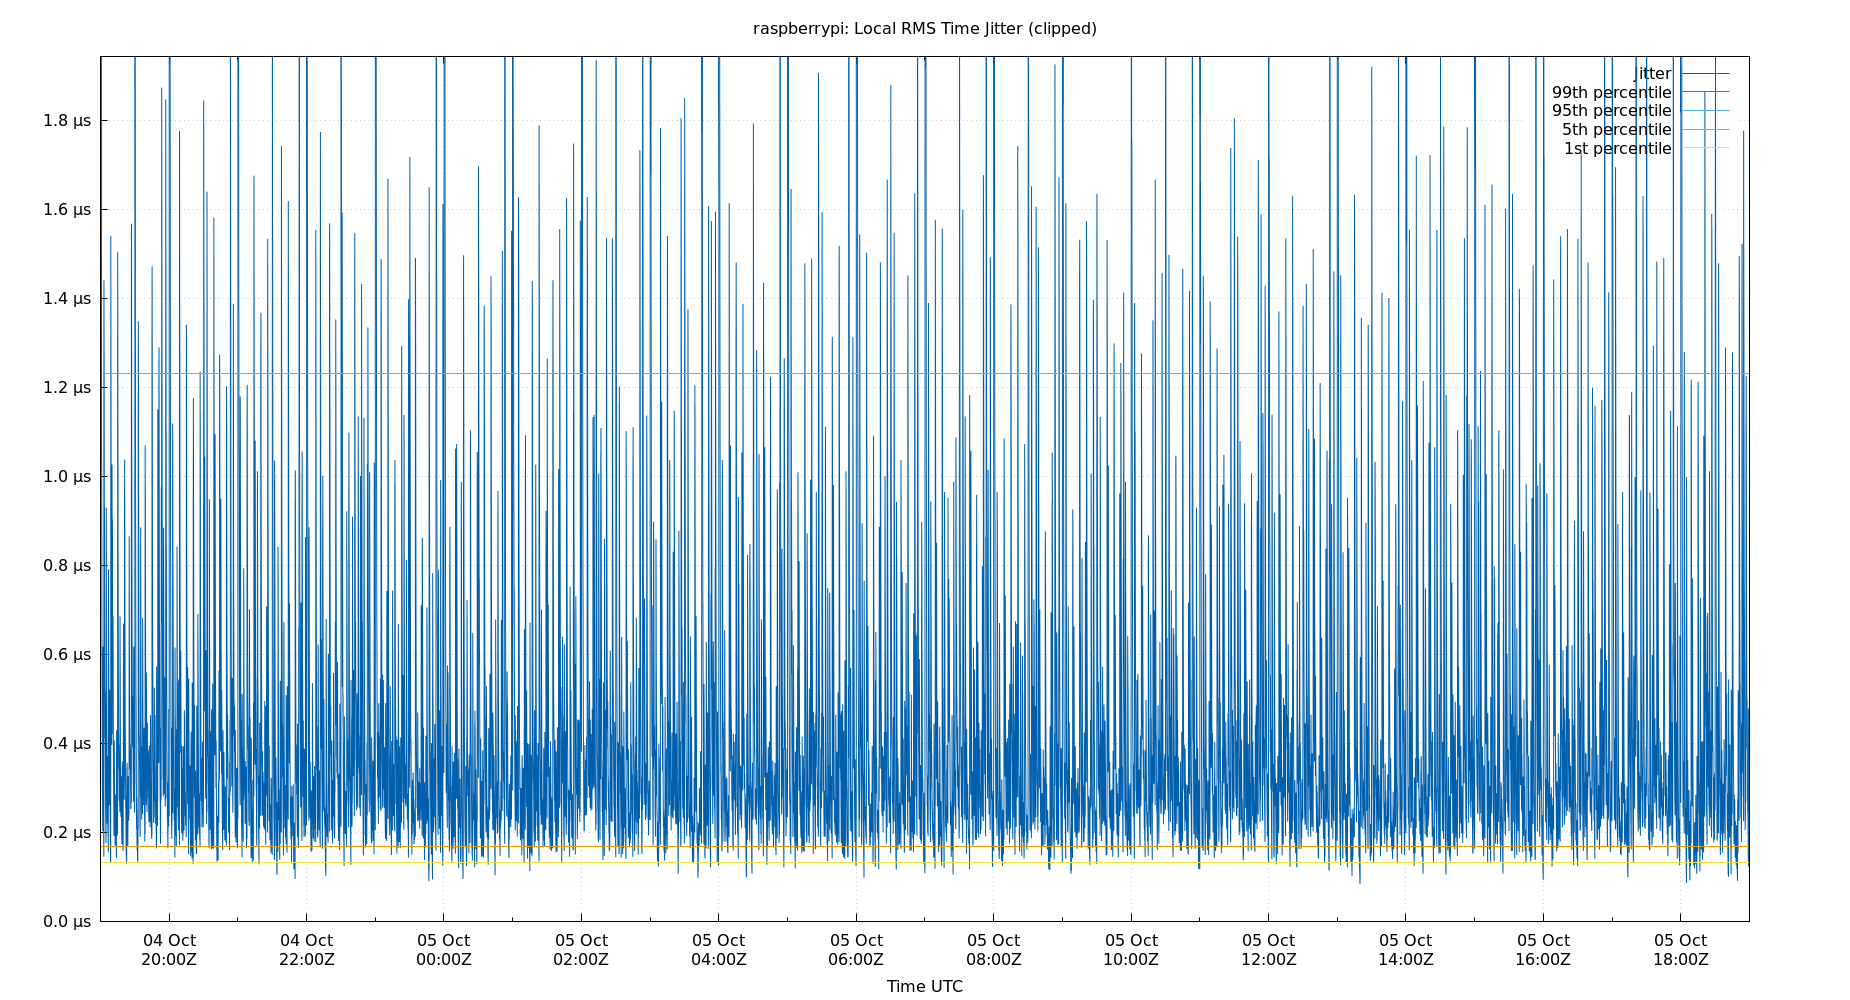 raspberrypi: Local RMS Time Jitter (clipped)
jitter
99th percentile
95th percentile
5th percentile
1st percentile
1.8 µs
1.6 µs
1.4 µs
1.2 µs
1.0 µs
0.8 µs
0.6 µs
0.4 µs
0.2 µs
0.0 µs
04 Oct 04 Oct 05 Oct 05 Oct 05 Oct 05 Oct 05 Oct 05 Oct 05 Oct 05 Oct 05 Oct 05 Oct
20:00Z 22:00Z 00:00Z 02:00Z 04:00Z 06:00Z 08:00Z 10:00Z 12:00Z 14:00Z 16:00Z 18:00Z
Time UTC